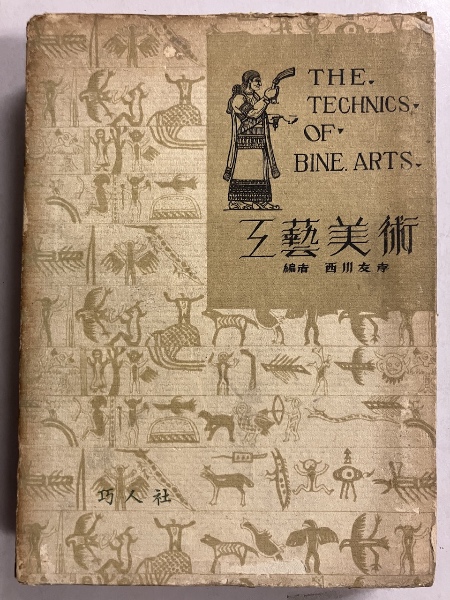 THE
TECHNICS
OF
BINE. ARTS.
工藝美術
編者 西川友孝
巧人社